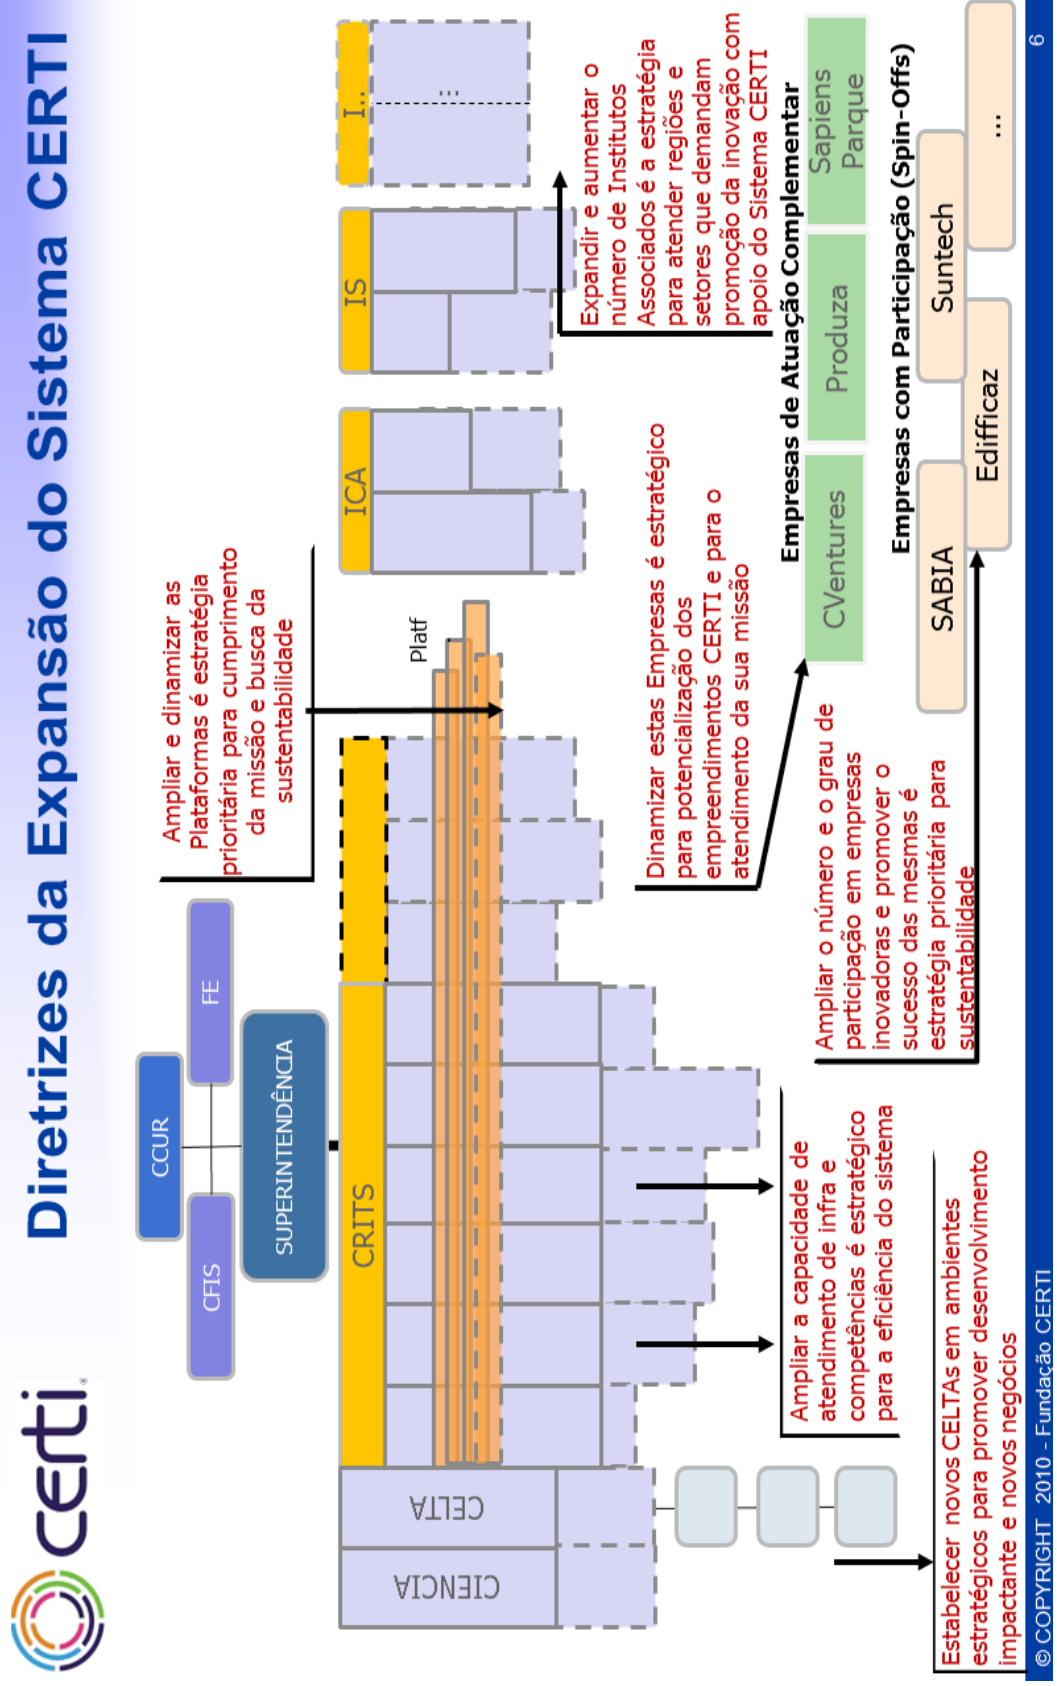 certi
Diretrizes da Expansão do Sistema CERTI
CCUR
CFIS
FE
SUPERINTENDÊNCIA
Ampliar e dinamizar as
Plataformas é estratégia
prioritária para cumprimento
da missão e busca da
sustentabilidade
CIENCIA
CELTA
CRITS
Platf
ICA
IS
I...
...
Expandir e aumentar o
número de Institutos
Associados é a estratégia
para atender regiões e
setores que demandam
promoção da inovação com
apoio do Sistema CERTI
Dinamizar estas Empresas é estratégico
para potencialização dos
empreendimentos CERTI e para o
atendimento da sua missão
Empresas de Atuação Complementar
CVentures
Produza
Sapiens
Parque
Ampliar a capacidade de
atendimento de infra e
competências é estratégico
para a eficiência do sistema
Ampliar o número e o grau de
participação em empresas
inovadoras e promover o
sucesso das mesmas é
estratégia prioritária para
sustentabilidade
Empresas com Participação (Spin-Offs)
SABIA
Suntech
Edifficaz
...
Estabelecer novos CELTAs em ambientes
estratégicos para promover desenvolvimento
impactante e novos negócios
© COPYRIGHT 2010 - Fundação CERTI
6